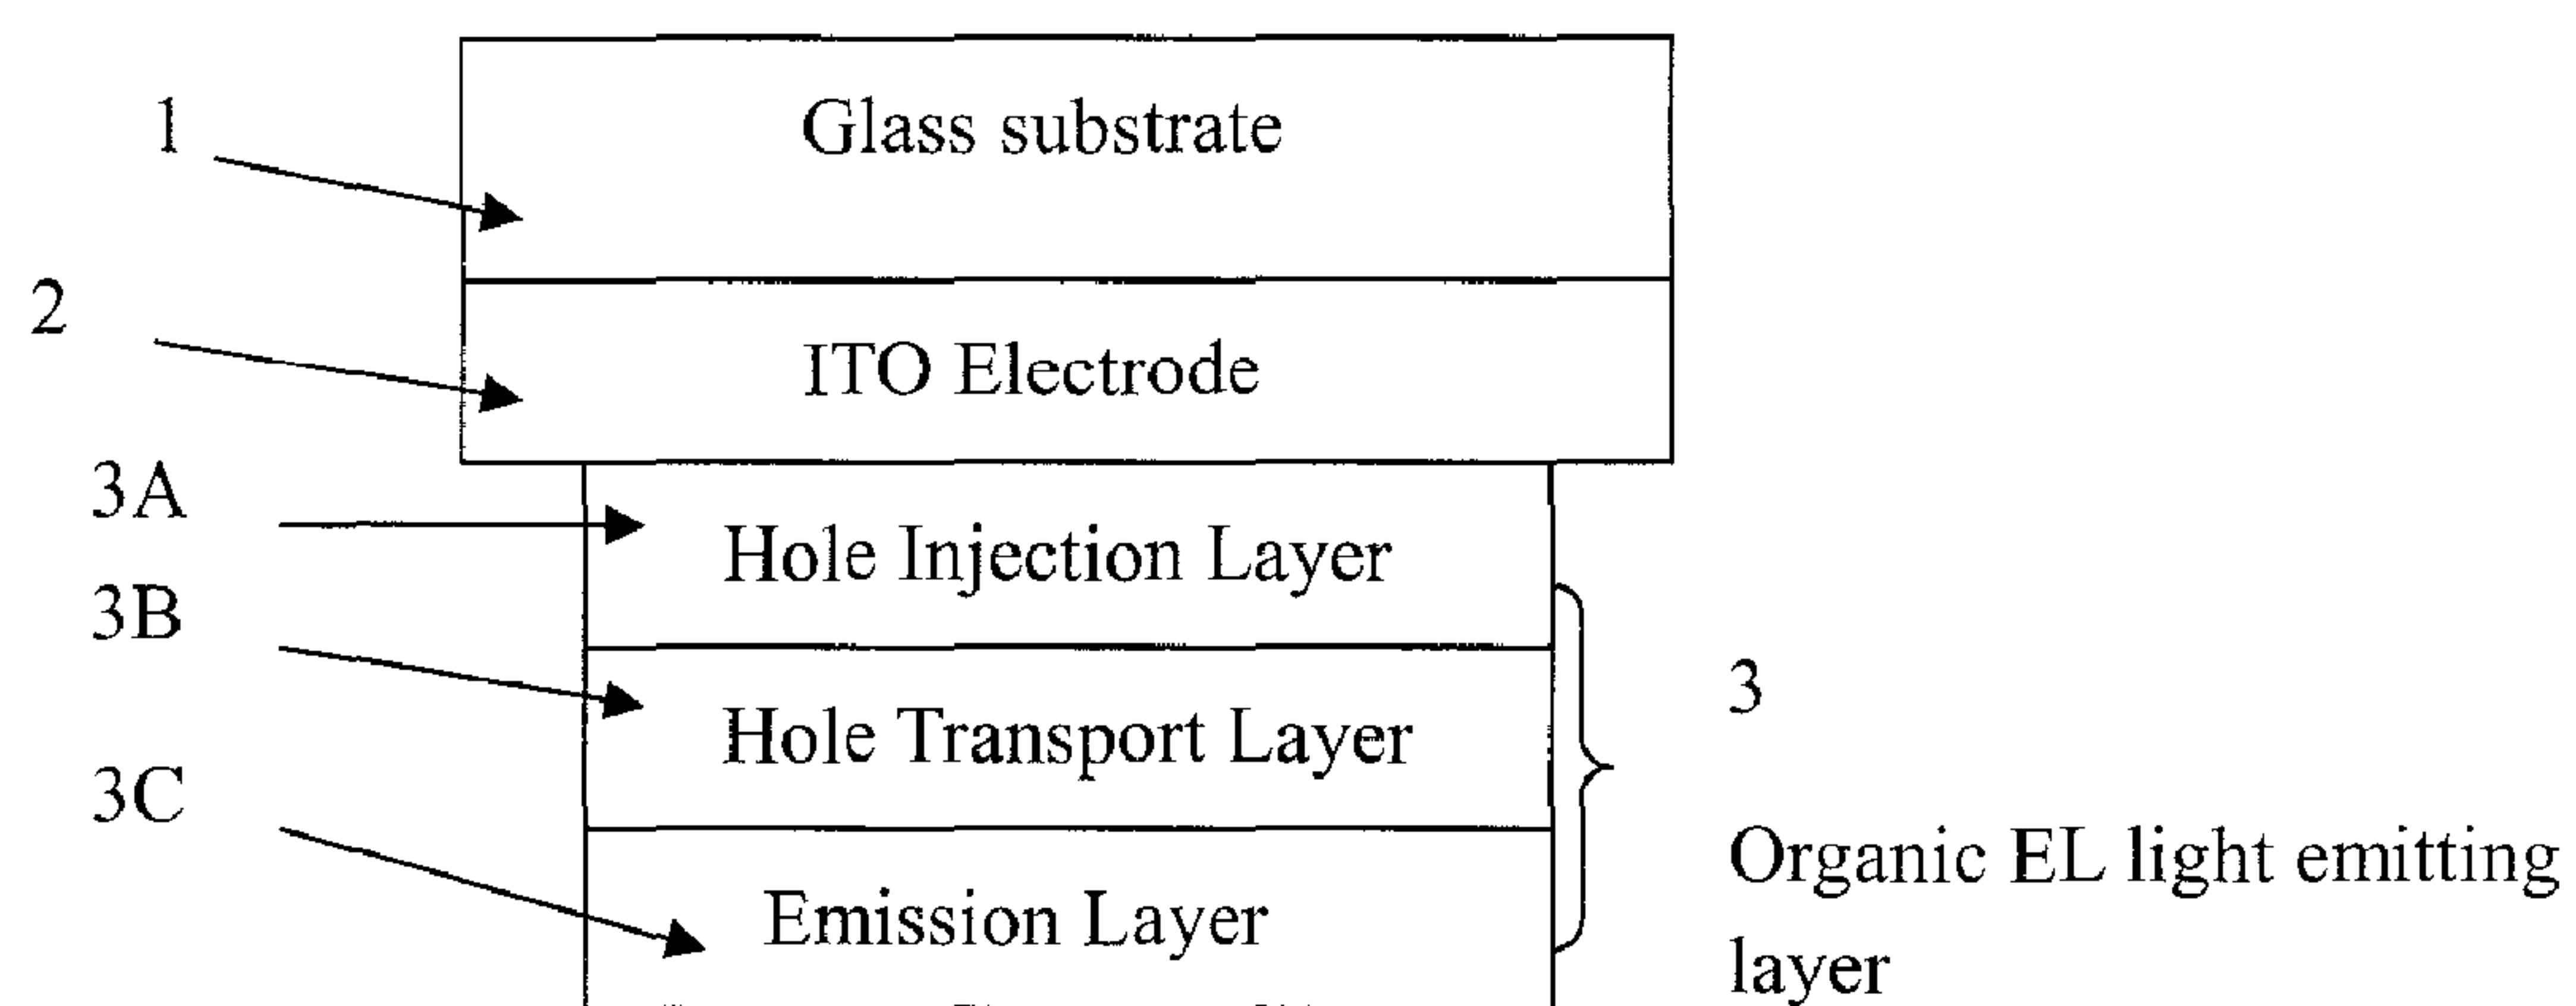 1
Glass substrate
2
ITO Electrode
3A
Hole Injection Layer
3B
Hole Transport Layer
3
3C
Organic EL light emitting
layer
Emission Layer